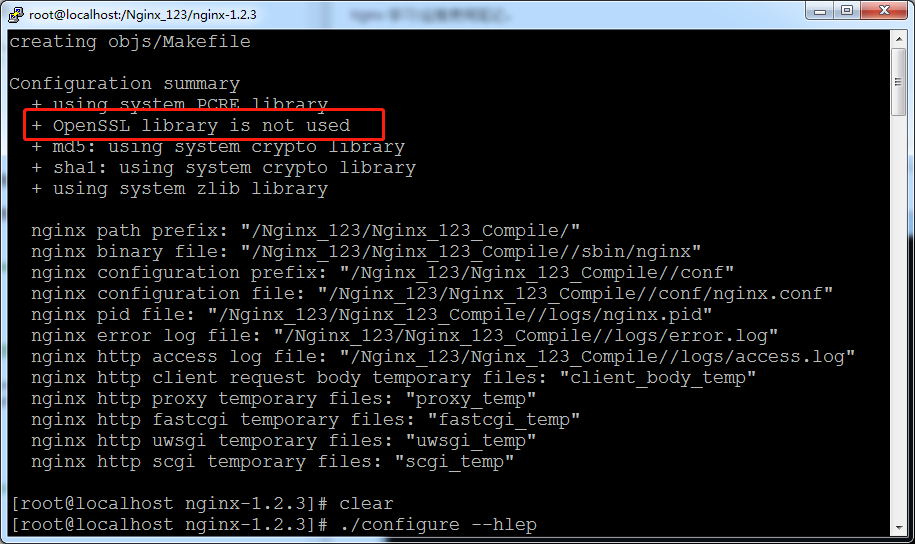 root@localhost:/Nginx_123/nginx-1.2.3
creating objs/Makefile
Configuration summary
+ using system PCRE library
+ OpenSSL library is not used
+ md5: using system crypto library
+ sha1: using system crypto library
+ using system zlib library
nginx path prefix: "/Nginx_123/Nginx_123_Compile/"
nginx binary file: "/Nginx_123/Nginx_123_Compile//sbin/nginx"
nginx configuration prefix: "/Nginx_123/Nginx_123_Compile//conf"
nginx configuration file: "/Nginx_123/Nginx_123_Compile//conf/nginx.conf"
nginx pid file: "/Nginx_123/Nginx_123_Compile//logs/nginx.pid"
nginx error log file: "/Nginx_123/Nginx_123_Compile//logs/error.log"
nginx http access log file: "/Nginx_123/Nginx_123_Compile//logs/access.log"
nginx http client request body temporary files: "client_body_temp"
nginx http proxy temporary files: "proxy_temp"
nginx http fastcgi temporary files: "fastcgi_temp"
nginx http uwsgi temporary files: "uwsgi_temp"
nginx http scgi temporary files: "scgi_temp"
[root@localhost nginx-1.2.3]# clear
[root@localhost nginx-1.2.3]# ./configure --hlep